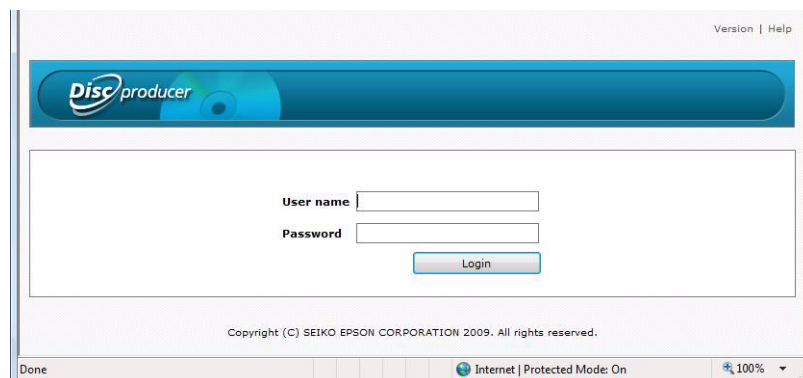 Version | Help
Disc producer
User name
Password
Login
Copyright (C) SEIKO EPSON CORPORATION 2009. All rights reserved.
Done Internet | Protected Mode: On 100%